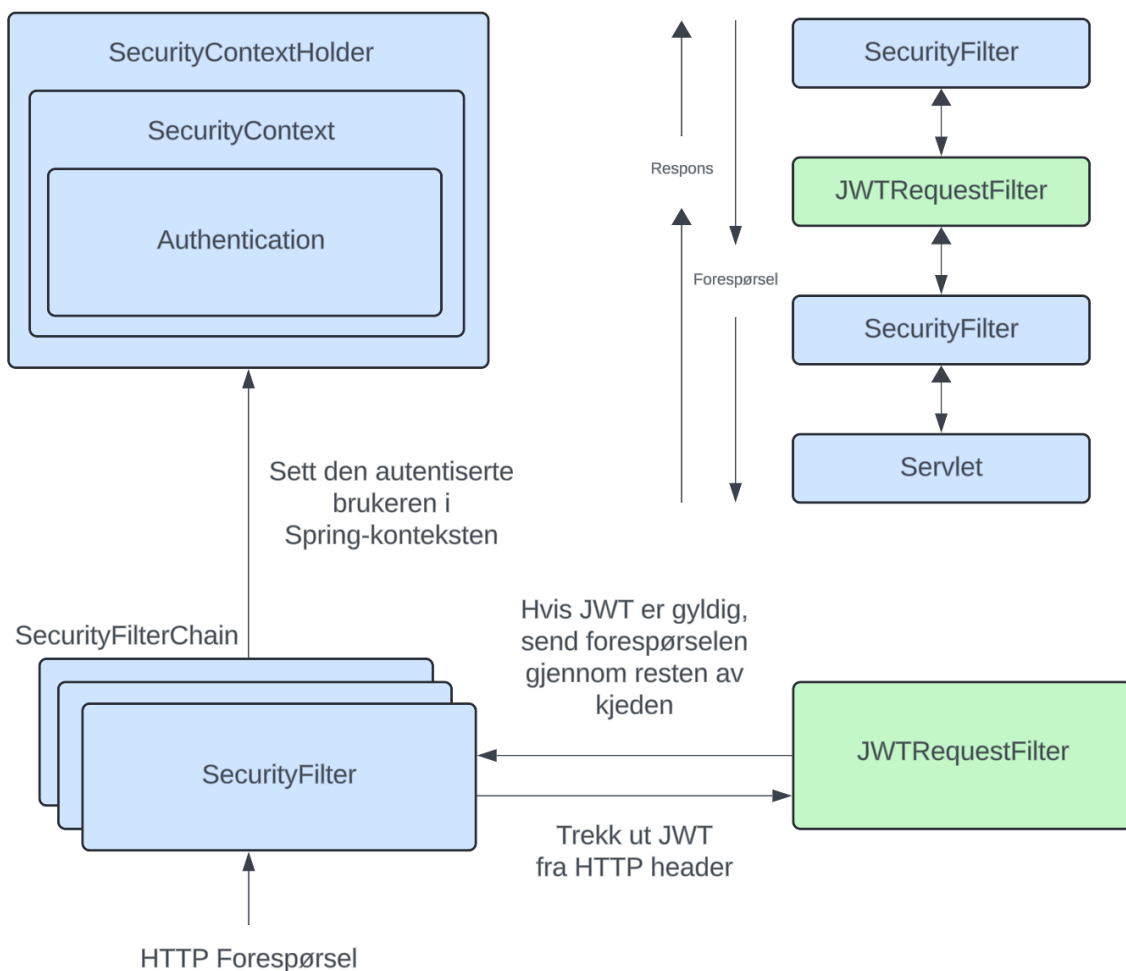 SecurityContextHolder
SecurityContext
Authentication
Respons
Forespørsel
SecurityFilter
JWTRequestFilter
SecurityFilter
Servlet
Sett den autentiserte
brukeren i
Spring-konteksten
SecurityFilterChain
SecurityFilter
Hvis JWT er gyldig,
send forespørselen
gjennom resten av
kjeden
JWTRequestFilter
Trekk ut JWT
fra HTTP header
HTTP Forespørsel